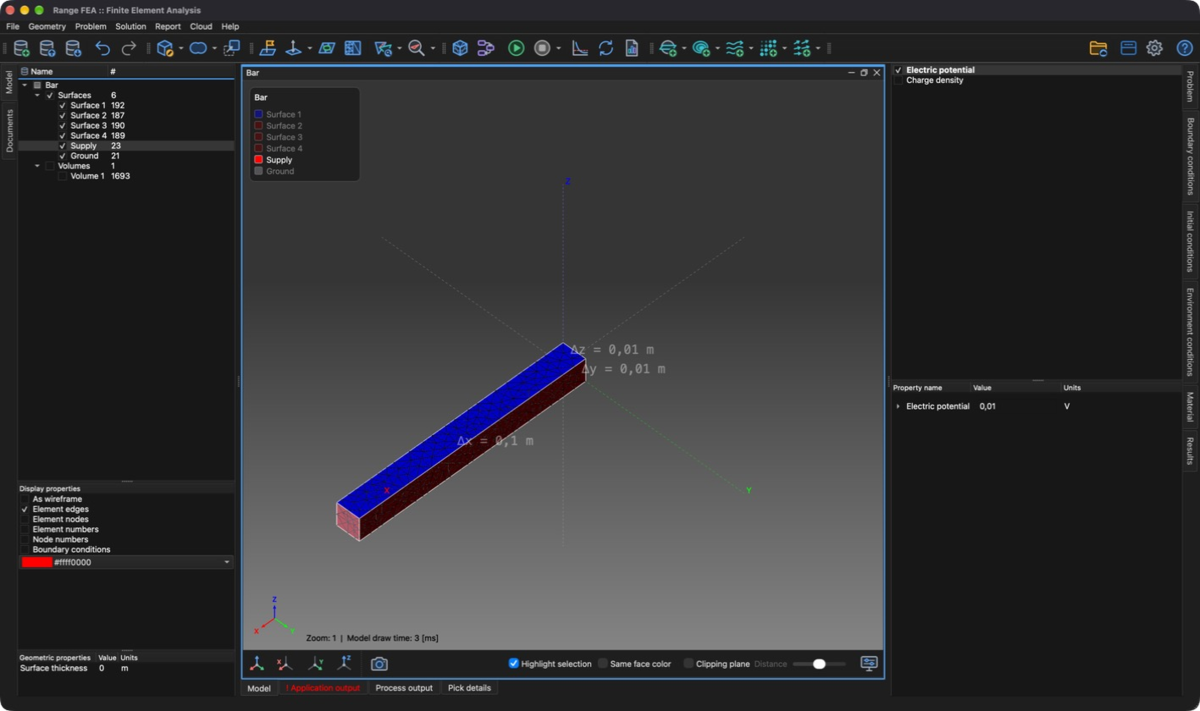 Range FEA :: Finite Element Analysis
File Geometry Problem Solution Report Cloud Help
Model
Documents
Name #
Bar
Surfaces 6
Surface 1 192
Surface 2 187
Surface 3 190
Surface 4 189
Supply 23
Ground 21
Volumes 1
Volume 1 1693
Display properties
As wireframe
Element edges
Element nodes
Element numbers
Node numbers
Boundary conditions
#ffff0000
Geometric properties Value Units
Surface thickness 0 m
Bar
Bar
Surface 1
Surface 2
Surface 3
Surface 4
Supply
Ground
Z
Δz = 0,01 m
Δy = 0,01 m
Δx = 0,1 m
X
Y
Z
X
Y
Zoom: 1 | Model draw time: 3 [ms]
X
Y
Z
Highlight selection Same face color Clipping plane Distance
Model ! Application output Process output Pick details
Electric potential
Charge density
Property name Value Units
Electric potential 0,01 V
Problem
Boundary conditions
Initial conditions
Environment conditions
Material
Results